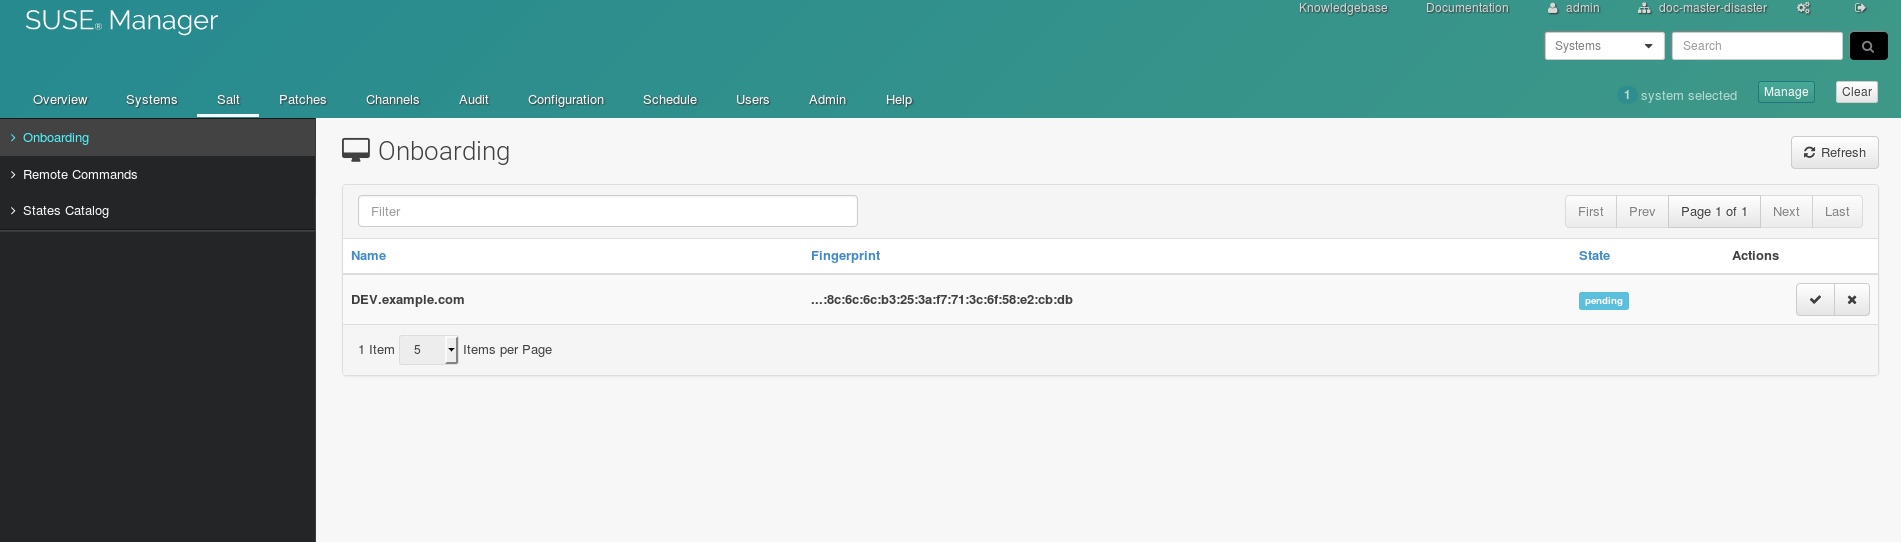 SUSE® Manager
Knowledgebase Documentation admin doc-master-disaster
Systems Search
Overview Systems Salt Patches Channels Audit Configuration Schedule Users Admin Help
1 system selected Manage Clear
Onboarding
Remote Commands
States Catalog
Onboarding
Refresh
Filter First Prev Page 1 of 1 Next Last
Name Fingerprint State Actions
DEV.example.com ...:8c:6c:6c:b3:25:3a:f7:71:3c:6f:58:e2:cb:db pending
1 Item 5 Items per Page